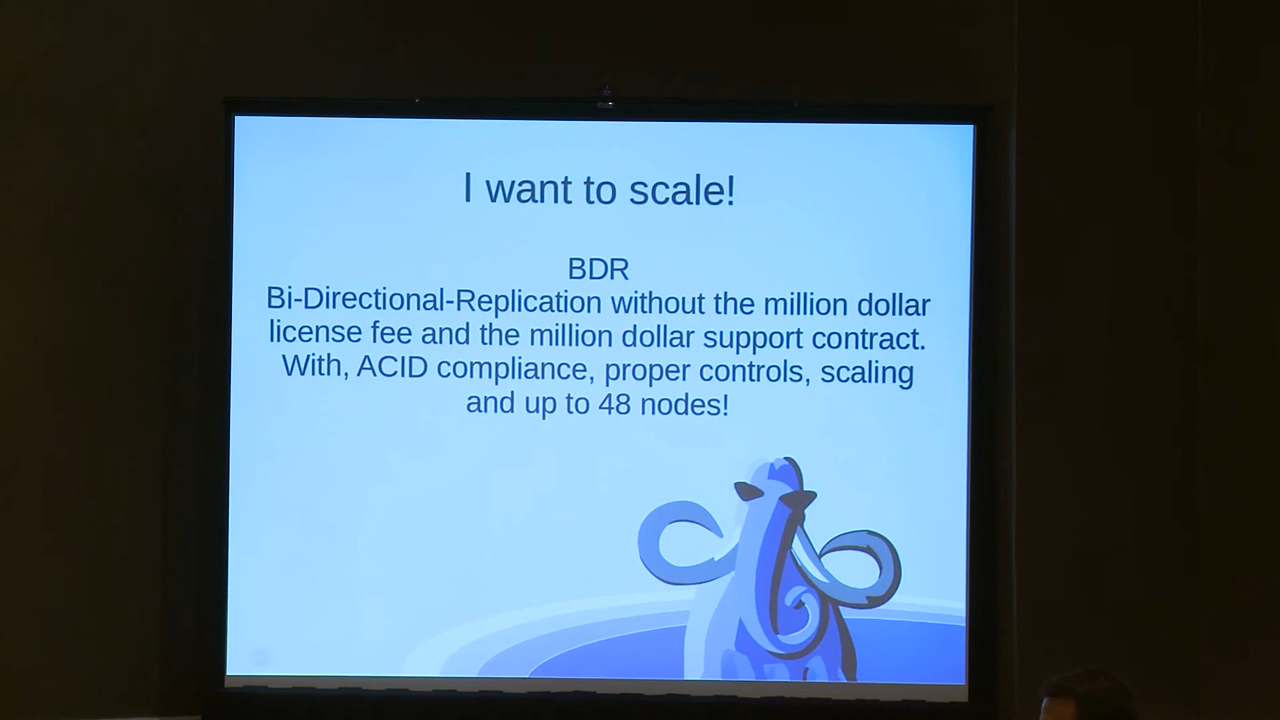 I want to scale!
BDR
Bi-Directional-Replication without the million dollar
license fee and the million dollar support contract.
With, ACID compliance, proper controls, scaling
and up to 48 nodes!